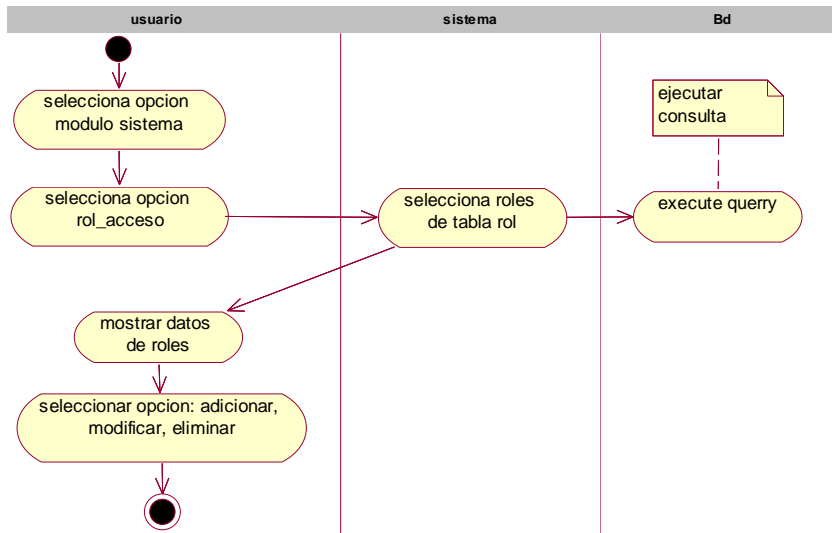 usuario
sistema
Bd
selecciona opcion
modulo sistema
ejecutar
consulta
selecciona opcion
rol_acceso
selecciona roles
de tabla rol
execute querry
mostrar datos
de roles
seleccionar opcion: adicionar,
modificar, eliminar